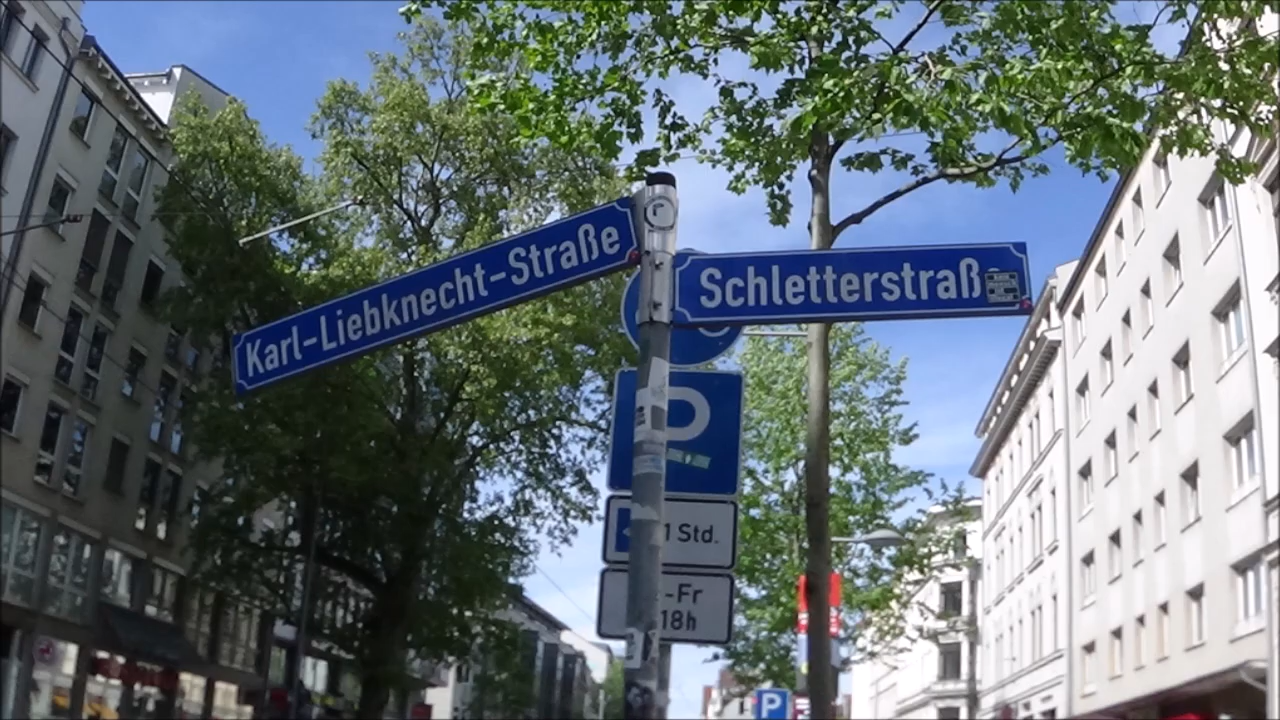 Karl-Liebknecht-Straße
Schletterstraß
P
1 Std.
-Fr
18h
P